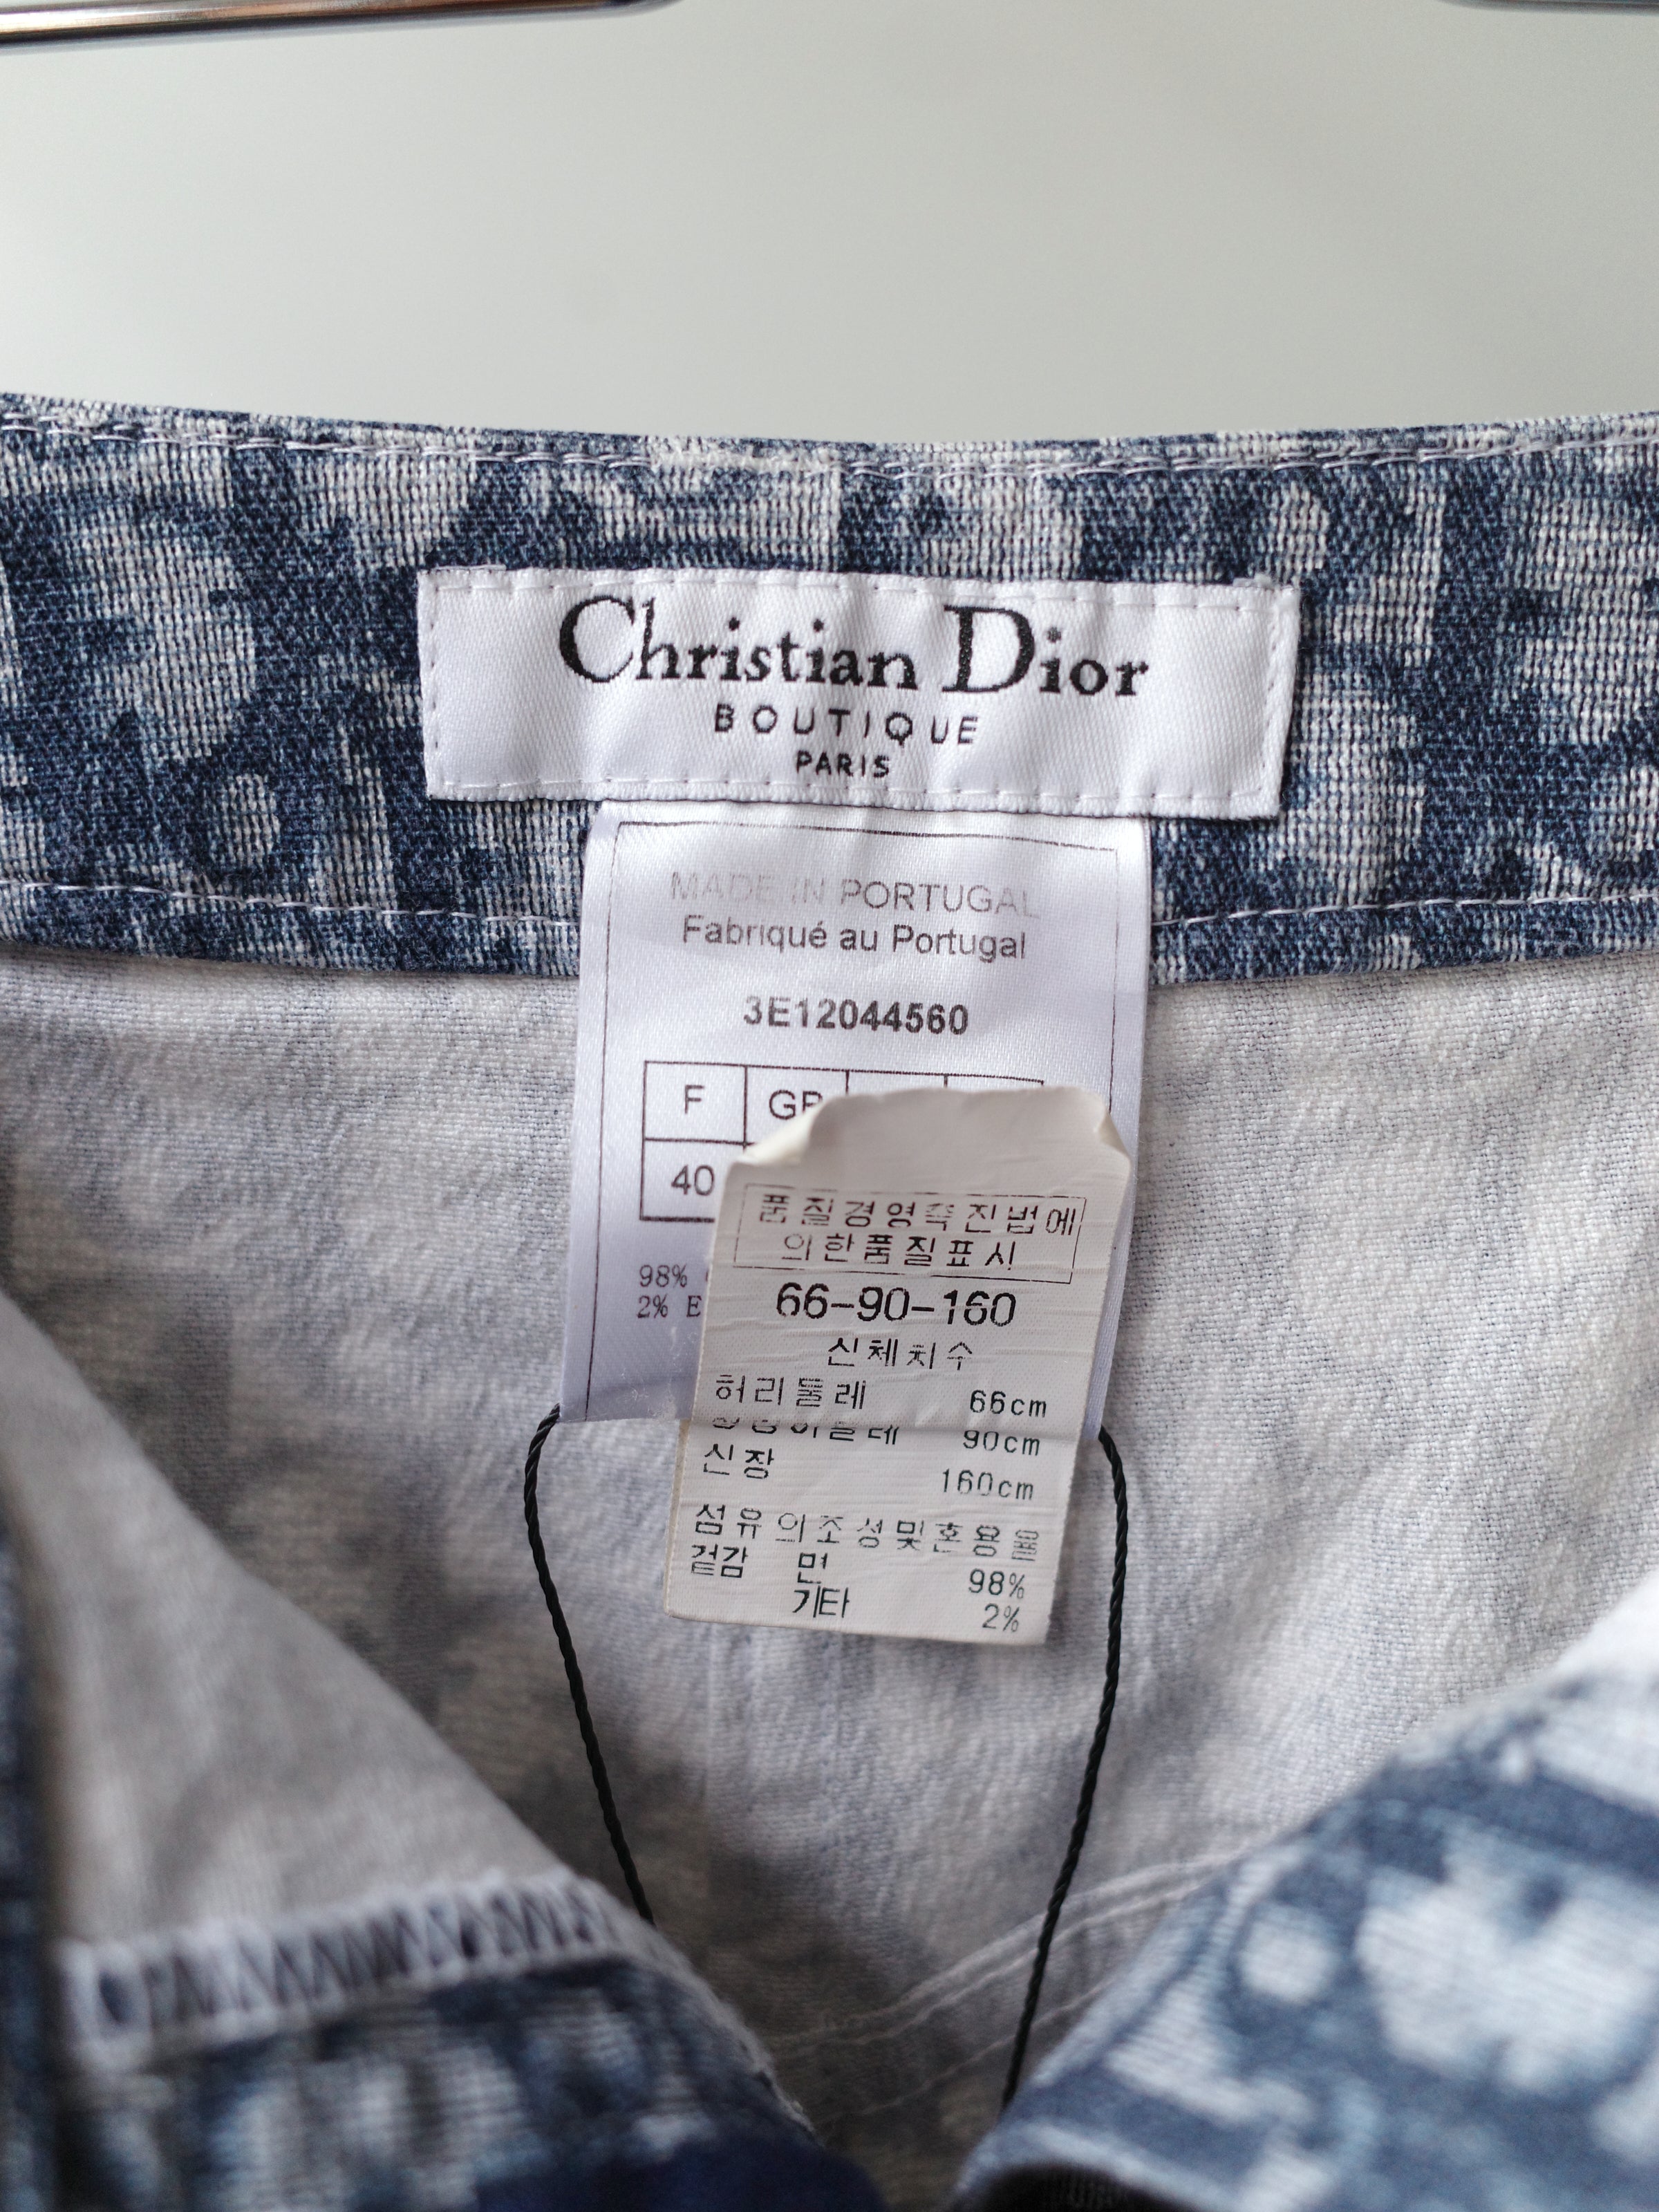 Christian Dior
BOUTIQUE
PARIS
MADE IN PORTUGAL
Fabriqué au Portugal
3E12044560
F
40
98%
2%
품질경영촉진법에
의한품질표시
66-90-160
신체치수
허리둘레 66cm
90cm
신장 160cm
섬유의조성및혼용율
겉감 면 98%
기타 2%